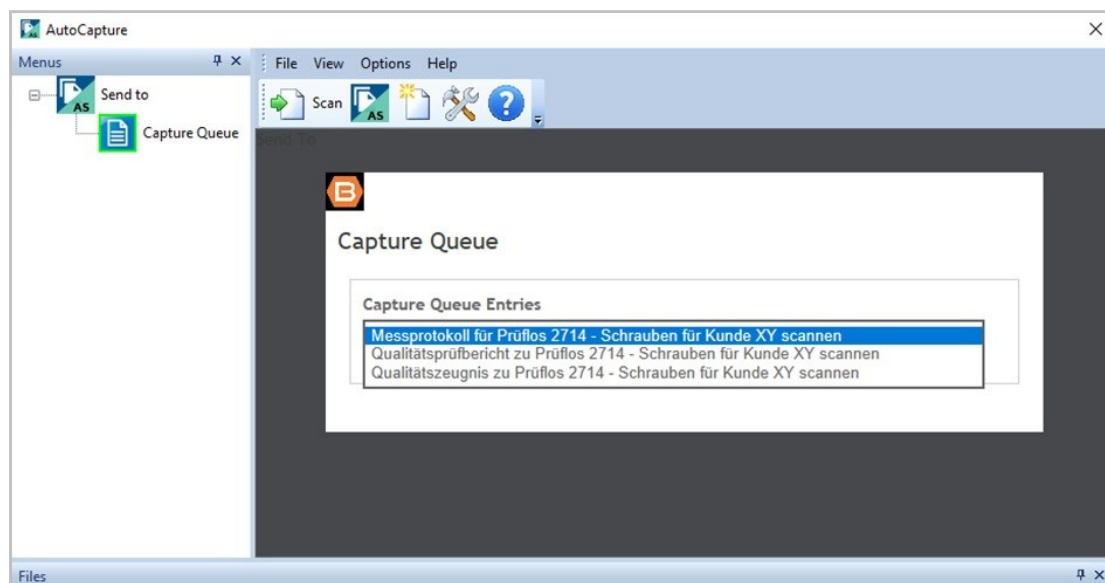 AutoCapture
Menus
Send to
Capture Queue
File View Options Help
Scan
AS
Send To
B
Capture Queue
Capture Queue Entries
Messprotokoll für Prüflos 2714 - Schrauben für Kunde XY scannen
Qualitätsprüfbericht zu Prüflos 2714 - Schrauben für Kunde XY scannen
Qualitätszeugnis zu Prüflos 2714 - Schrauben für Kunde XY scannen
Files